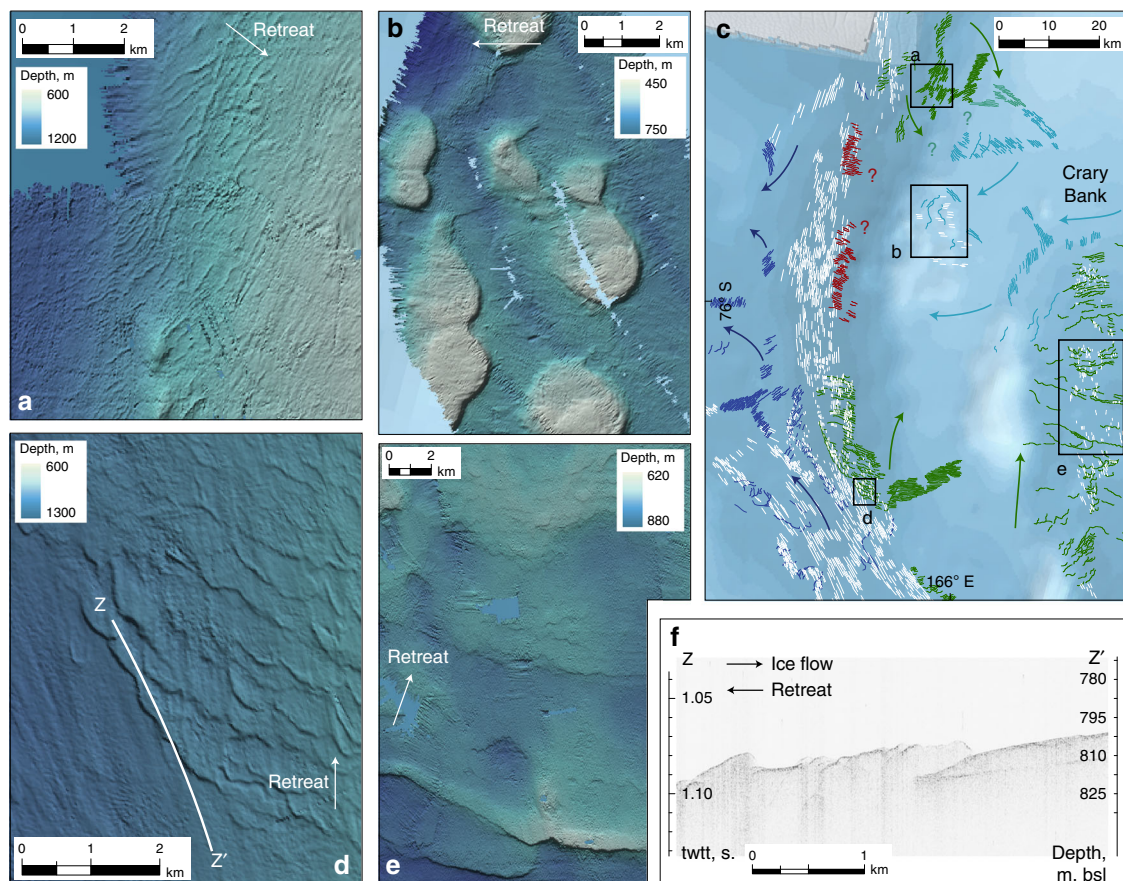 0 1 2
km
Retreat
Depth, m
600
1200
a
b
Retreat
0 1 2
km
Depth, m
450
750
c
0 10 20
km
a
?
?
?
?
Crary
Bank
b
76° S
e
d
166° E
Depth, m
600
1300
Z
Z′
Retreat
0 1 2
km
d
0 2
km
Depth, m
620
880
Retreat
e
f
Z
Ice flow
Retreat
Z′
1.05
1.10
780
795
810
825
twtt, s.
0 1
km
Depth,
m. bsl